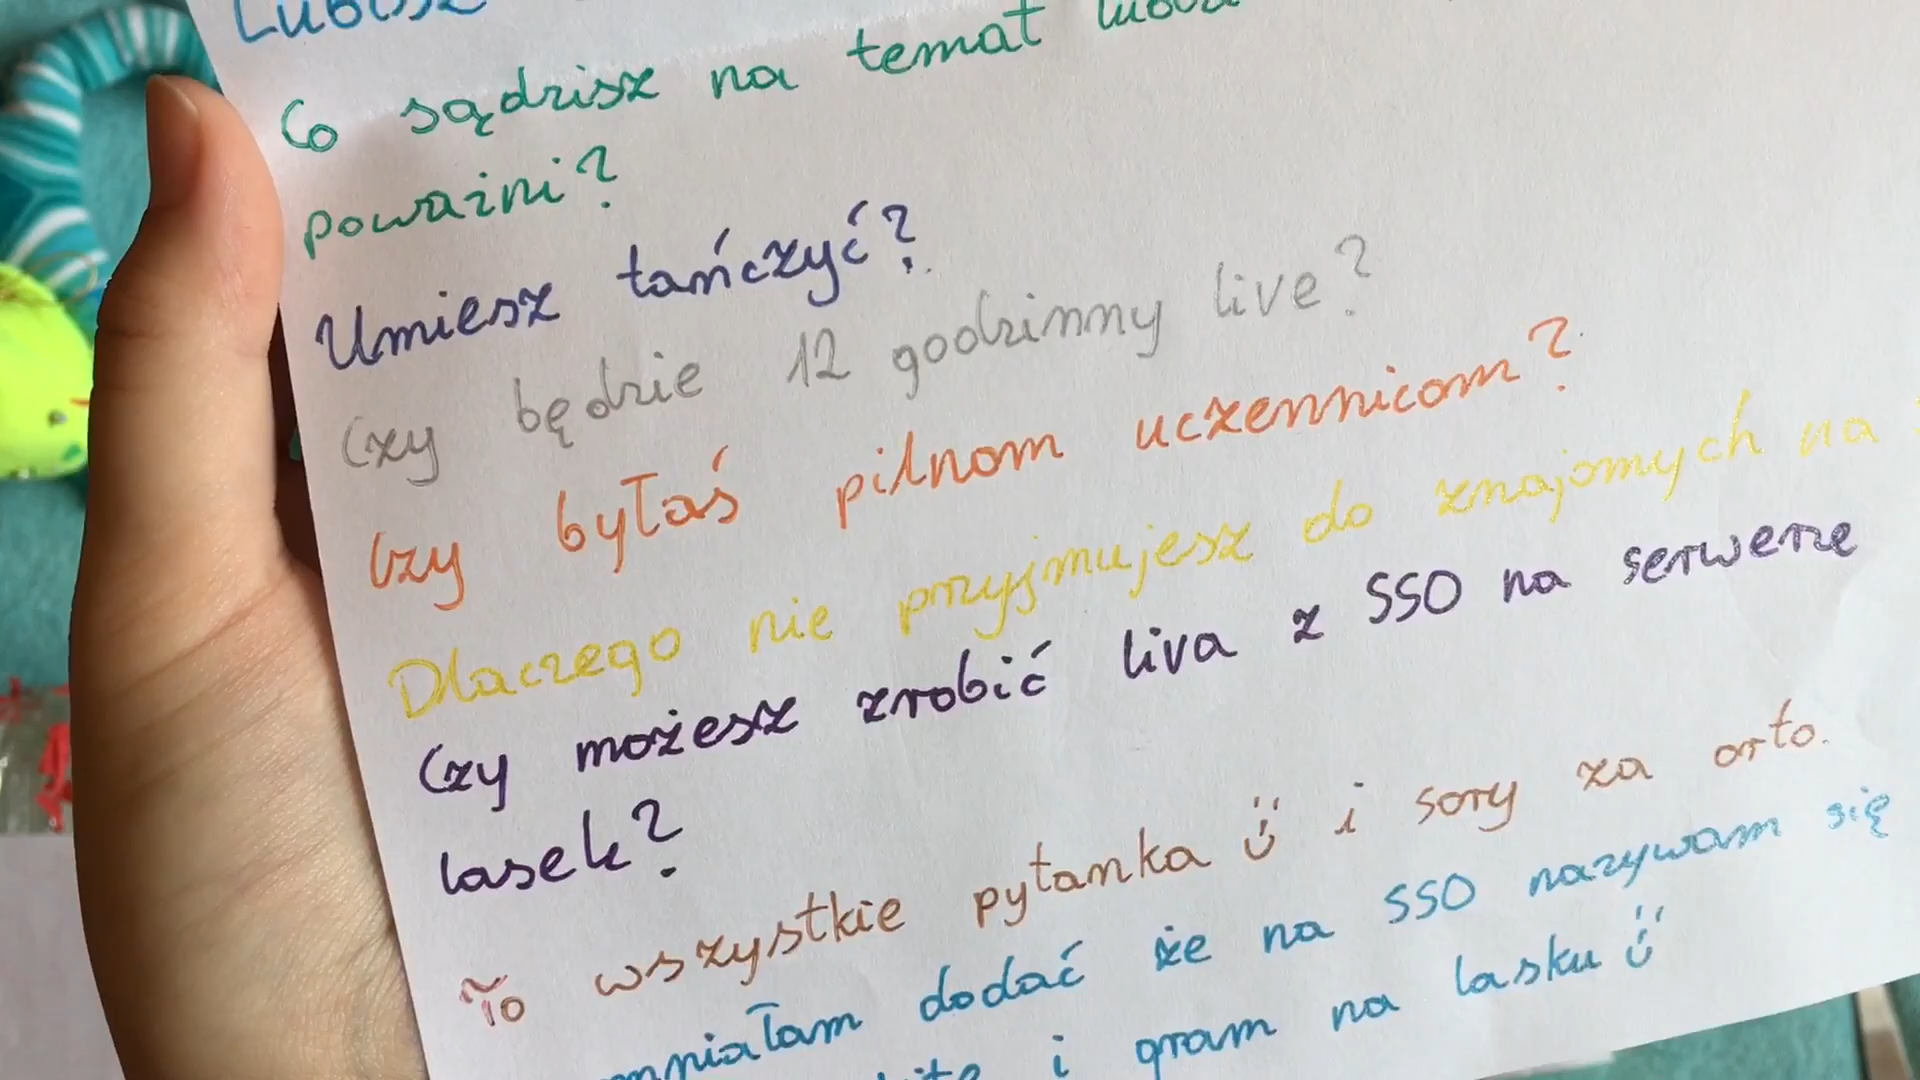 Lubisz
Co sądzisz na temat
poważni?
Umiesz tańczyć?
Czy będzie 12 godzinny live?
Czy byłaś pilnom uczennicom?
Dlaczego nie przyjmujesz do znajomych na
Czy możesz zrobić liva z SSO na serwerze
lasek?
To wszystkie pytanka Ü i sory za orto.
dodać że na SSO nazywam się
i gram na lasku Ü